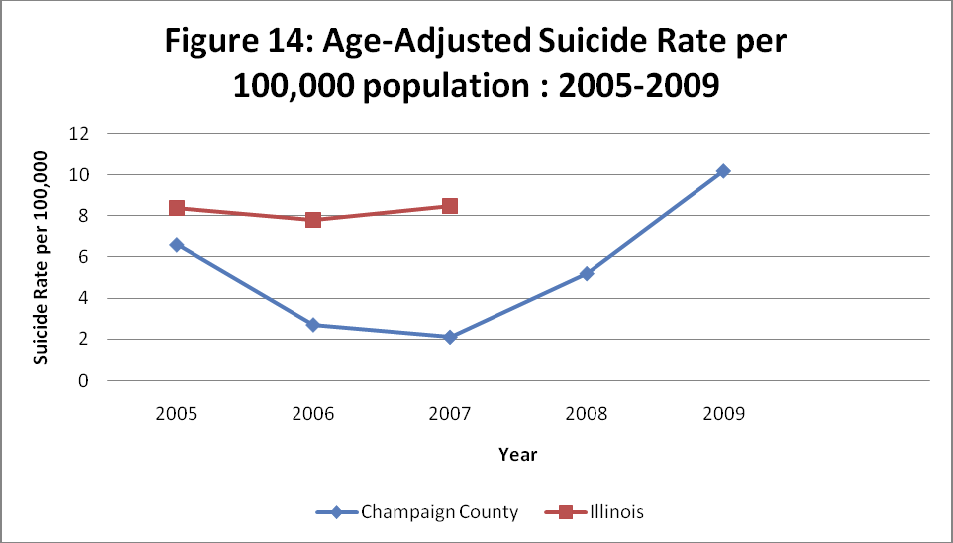 Figure 14: Age-Adjusted Suicide Rate per
100,000 population : 2005-2009
Suicide Rate per 100,000
12
10
8
6
4
2
0
2005 2006 2007 2008 2009
Year
Champaign County Illinois